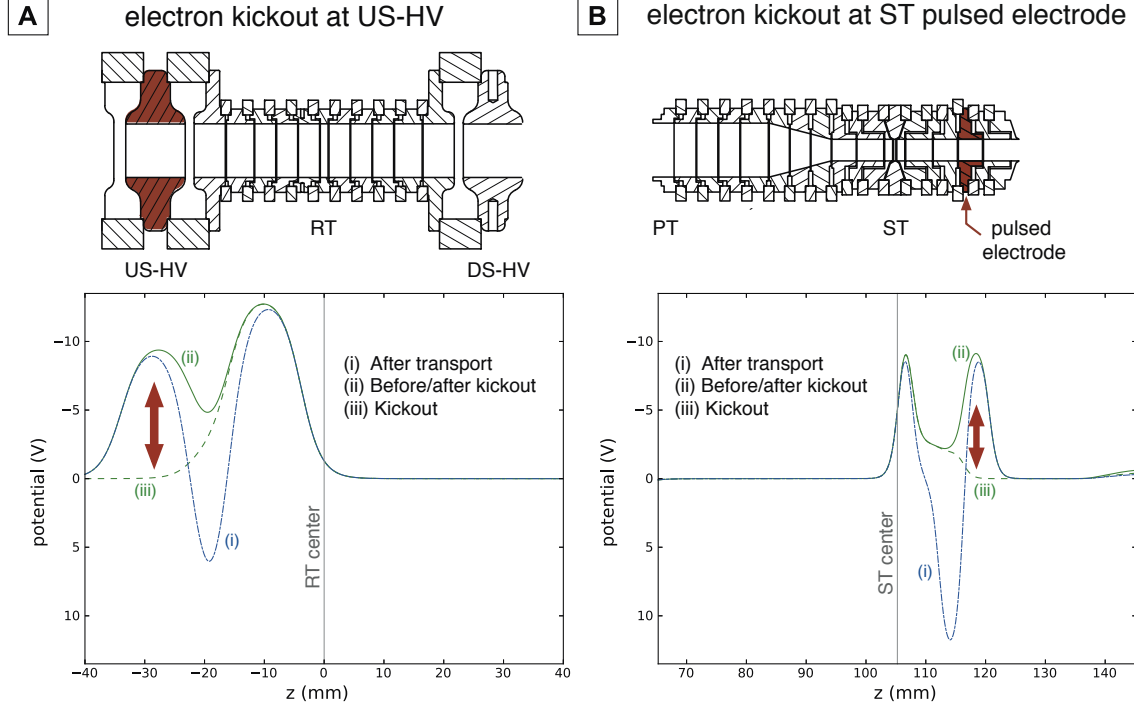 A
electron kickout at US-HV
RT
US-HV
DS-HV
(i) After transport
(ii) Before/after kickout
(iii) Kickout
(ii)
(iii)
(i)
RT center
potential (V)
−10
−5
0
5
10
−40
−30
−20
−10
0
10
20
30
40
z (mm)
B
electron kickout at ST pulsed electrode
PT
ST
pulsed
electrode
(i) After transport
(ii) Before/after kickout
(iii) Kickout
(ii)
(iii)
(i)
ST center
potential (V)
−10
−5
0
5
10
70
80
90
100
110
120
130
140
z (mm)